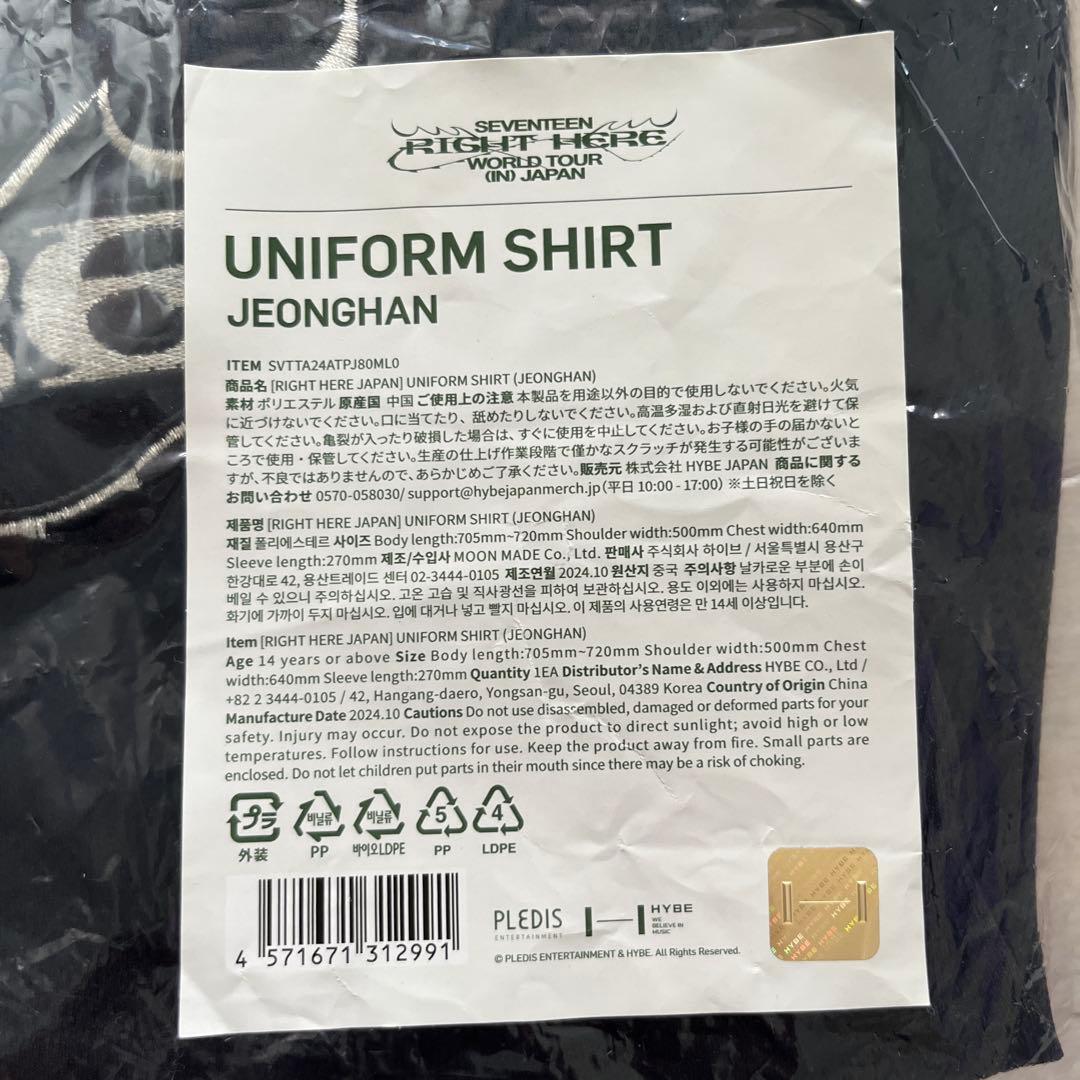 SEVENTEEN
RIGHT HERE
WORLD TOUR
(IN) JAPAN
UNIFORM SHIRT
JEONGHAN
ITEM SVTTA24ATPJ80ML0
商品名 [RIGHT HERE JAPAN] UNIFORM SHIRT (JEONGHAN)
素材 ポリエステル 原産国 中国 ご使用上の注意 本製品を用途以外の目的で使用しないでください。火気
に近づけないでください。口に当てたり、舐めたりしないでください。高温多湿および直射日光を避けて保
管してください。亀裂が入ったり破損した場合は、すぐに使用を中止してください。お子様の手の届かないと
ころで使用・保管してください。生産の仕上げ作業段階で僅かなスクラッチが発生する可能性がございま
すが、不良ではありませんので、あらかじめご了承ください。販売元 株式会社 HYBE JAPAN 商品に関する
お問い合わせ 0570-058030/ support@hybejapanmerch.jp(平日 10:00 - 17:00) ※土日祝日を除く
제품명 [RIGHT HERE JAPAN] UNIFORM SHIRT (JEONGHAN)
재질 폴리에스테르 사이즈 Body length:705mm~720mm Shoulder width:500mm Chest width:640mm
Sleeve length:270mm 제조/수입사 MOON MADE Co., Ltd. 판매사 주식회사 하이브 / 서울특별시 용산구
한강대로 42, 용산트레이드 센터 02-3444-0105 제조연월 2024.10 원산지 중국 주의사항 날카로운 부분에 손이
베일 수 있으니 주의하십시오. 고온 고습 및 직사광선을 피하여 보관하십시오. 용도 이외에는 사용하지 마십시오.
화기에 가까이 두지 마십시오. 입에 대거나 넣고 빨지 마십시오. 이 제품의 사용연령은 만 14세 이상입니다.
Item [RIGHT HERE JAPAN] UNIFORM SHIRT (JEONGHAN)
Age 14 years or above Size Body length:705mm~720mm Shoulder width:500mm Chest
width:640mm Sleeve length:270mm Quantity 1EA Distributor's Name & Address HYBE CO., Ltd /
+82 2 3444-0105 / 42, Hangang-daero, Yongsan-gu, Seoul, 04389 Korea Country of Origin China
Manufacture Date 2024.10 Cautions Do not use disassembled, damaged or deformed parts for your
safety. Injury may occur. Do not expose the product to direct sunlight; avoid high or low
temperatures. Follow instructions for use. Keep the product away from fire. Small parts are
enclosed. Do not let children put parts in their mouth since there may be a risk of choking.
プラ 비닐류 비닐류 5 4
外装 PP 바이오LDPE PP LDPE
4 571671 312991
PLEDIS
ENTERTAINMENT
HYBE
WE
BELIEVE IN
MUSIC
© PLEDIS ENTERTAINMENT & HYBE. All Rights Reserved.
HYBE